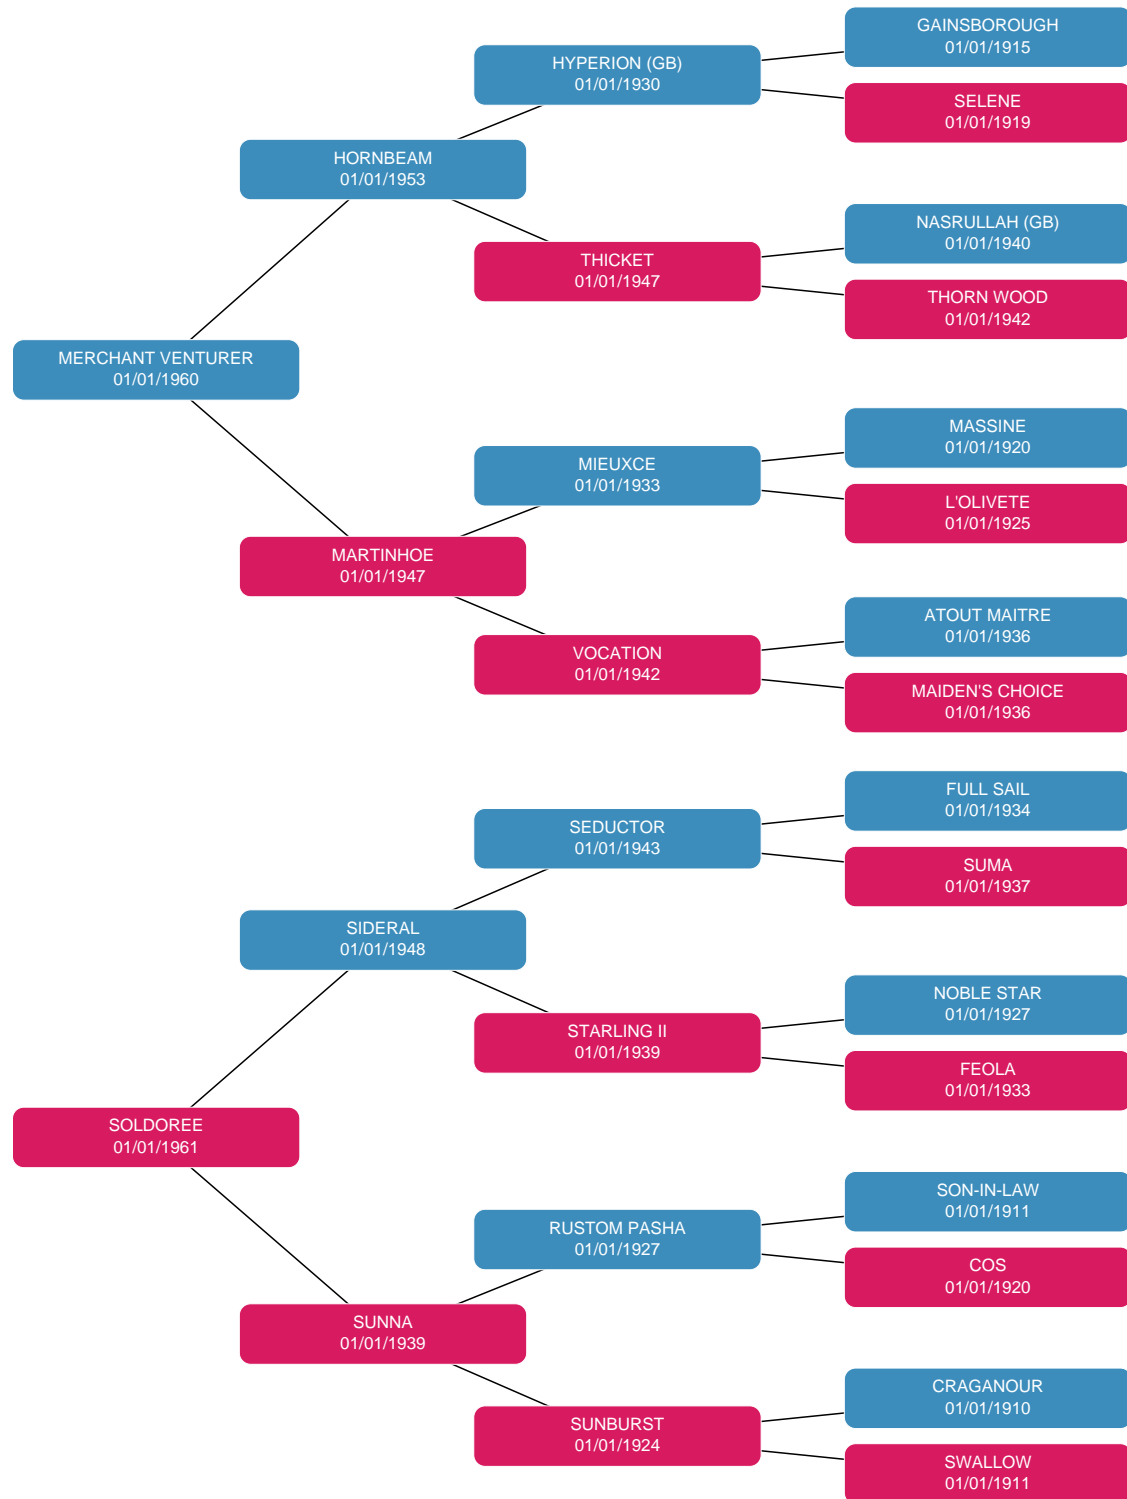 GAINSBOROUGH
01/01/1915
HYPERION (GB)
01/01/1930
SELENE
01/01/1919
HORNBEAM
01/01/1953
NASRULLAH (GB)
01/01/1940
THICKET
01/01/1947
THORN WOOD
01/01/1942
MERCHANT VENTURER
01/01/1960
MASSINE
01/01/1920
MIEUXCE
01/01/1933
L'OLIVETE
01/01/1925
MARTINHOE
01/01/1947
ATOUT MAITRE
01/01/1936
VOCATION
01/01/1942
MAIDEN'S CHOICE
01/01/1936
FULL SAIL
01/01/1934
SEDUCTOR
01/01/1943
SUMA
01/01/1937
SIDERAL
01/01/1948
NOBLE STAR
01/01/1927
STARLING II
01/01/1939
FEOLA
01/01/1933
SOLDOREE
01/01/1961
SON-IN-LAW
01/01/1911
RUSTOM PASHA
01/01/1927
COS
01/01/1920
SUNNA
01/01/1939
CRAGANOUR
01/01/1910
SUNBURST
01/01/1924
SWALLOW
01/01/1911